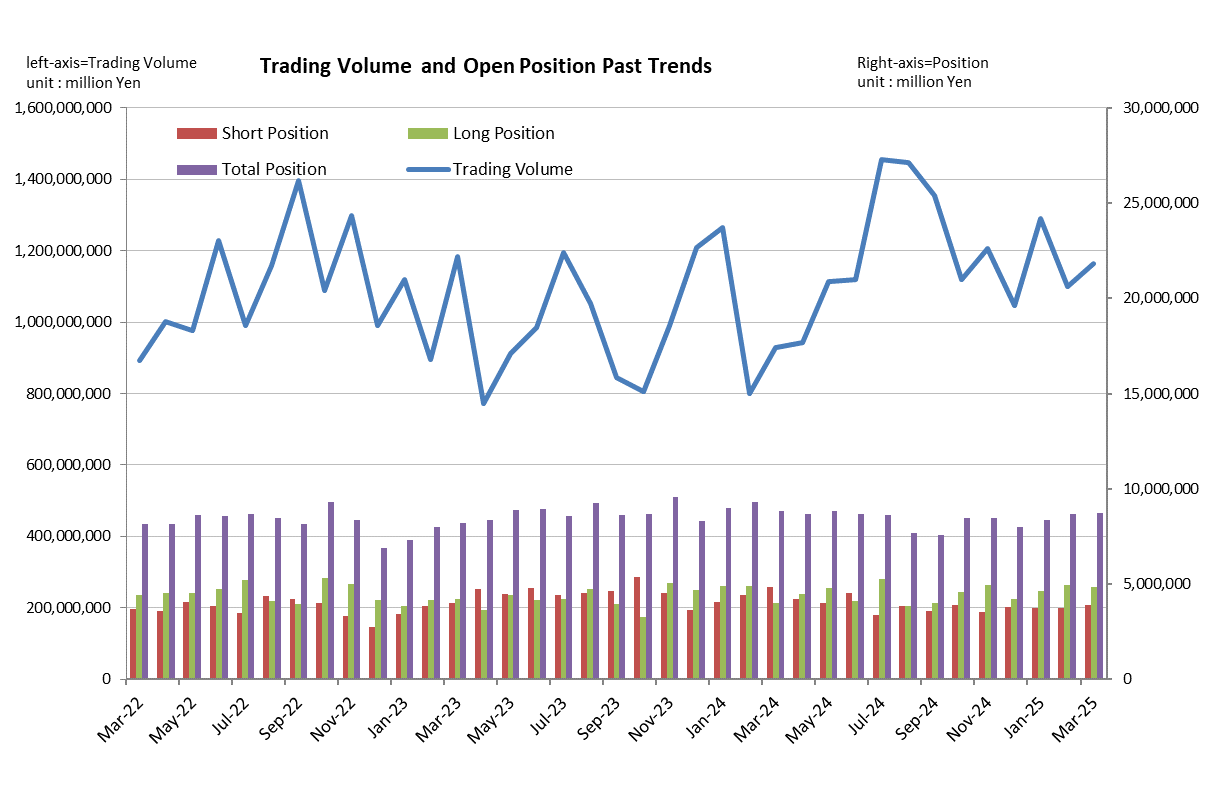 left-axis=Trading Volume
unit : million Yen
Trading Volume and Open Position Past Trends
Right-axis=Position
unit : million Yen
1,600,000,000
1,400,000,000
1,200,000,000
1,000,000,000
800,000,000
600,000,000
400,000,000
200,000,000
0
Short Position
Long Position
Total Position
Trading Volume
30,000,000
25,000,000
20,000,000
15,000,000
10,000,000
5,000,000
0
Mar-22
May-22
Jul-22
Sep-22
Nov-22
Jan-23
Mar-23
May-23
Jul-23
Sep-23
Nov-23
Jan-24
Mar-24
May-24
Jul-24
Sep-24
Nov-24
Jan-25
Mar-25